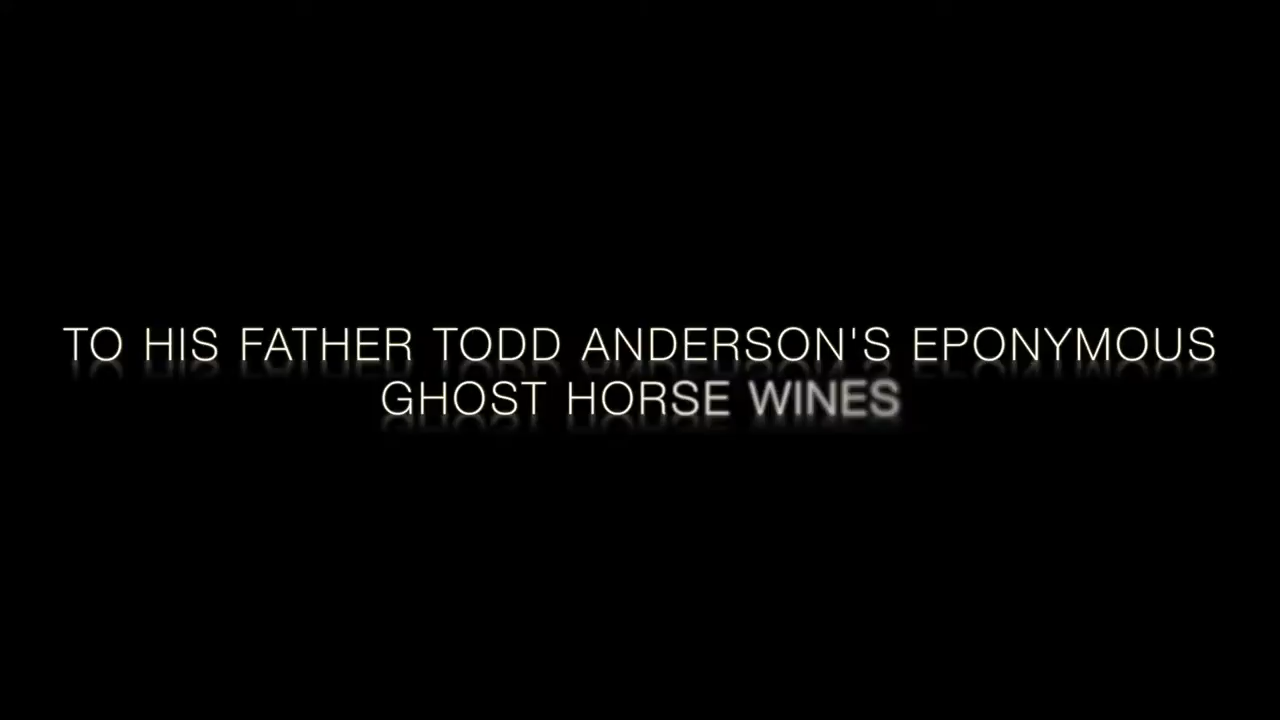 TO HIS FATHER TODD ANDERSON'S EPONYMOUS
GHOST HORSE WINES